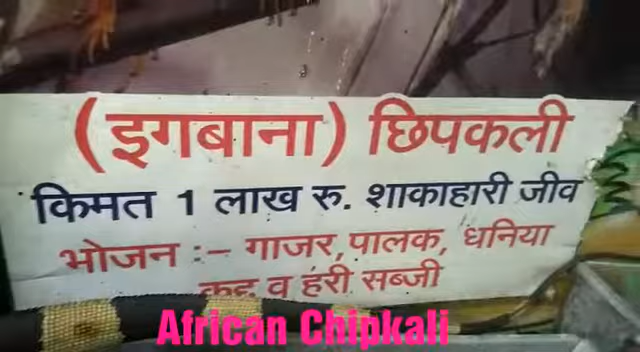 (इगबाना) छिपकली
किमत 1 लाख रु. शाकाहारी जीव
भोजन :- गाजर, पालक, धनिया
कद्दू व हरी सब्जी
African Chipkali